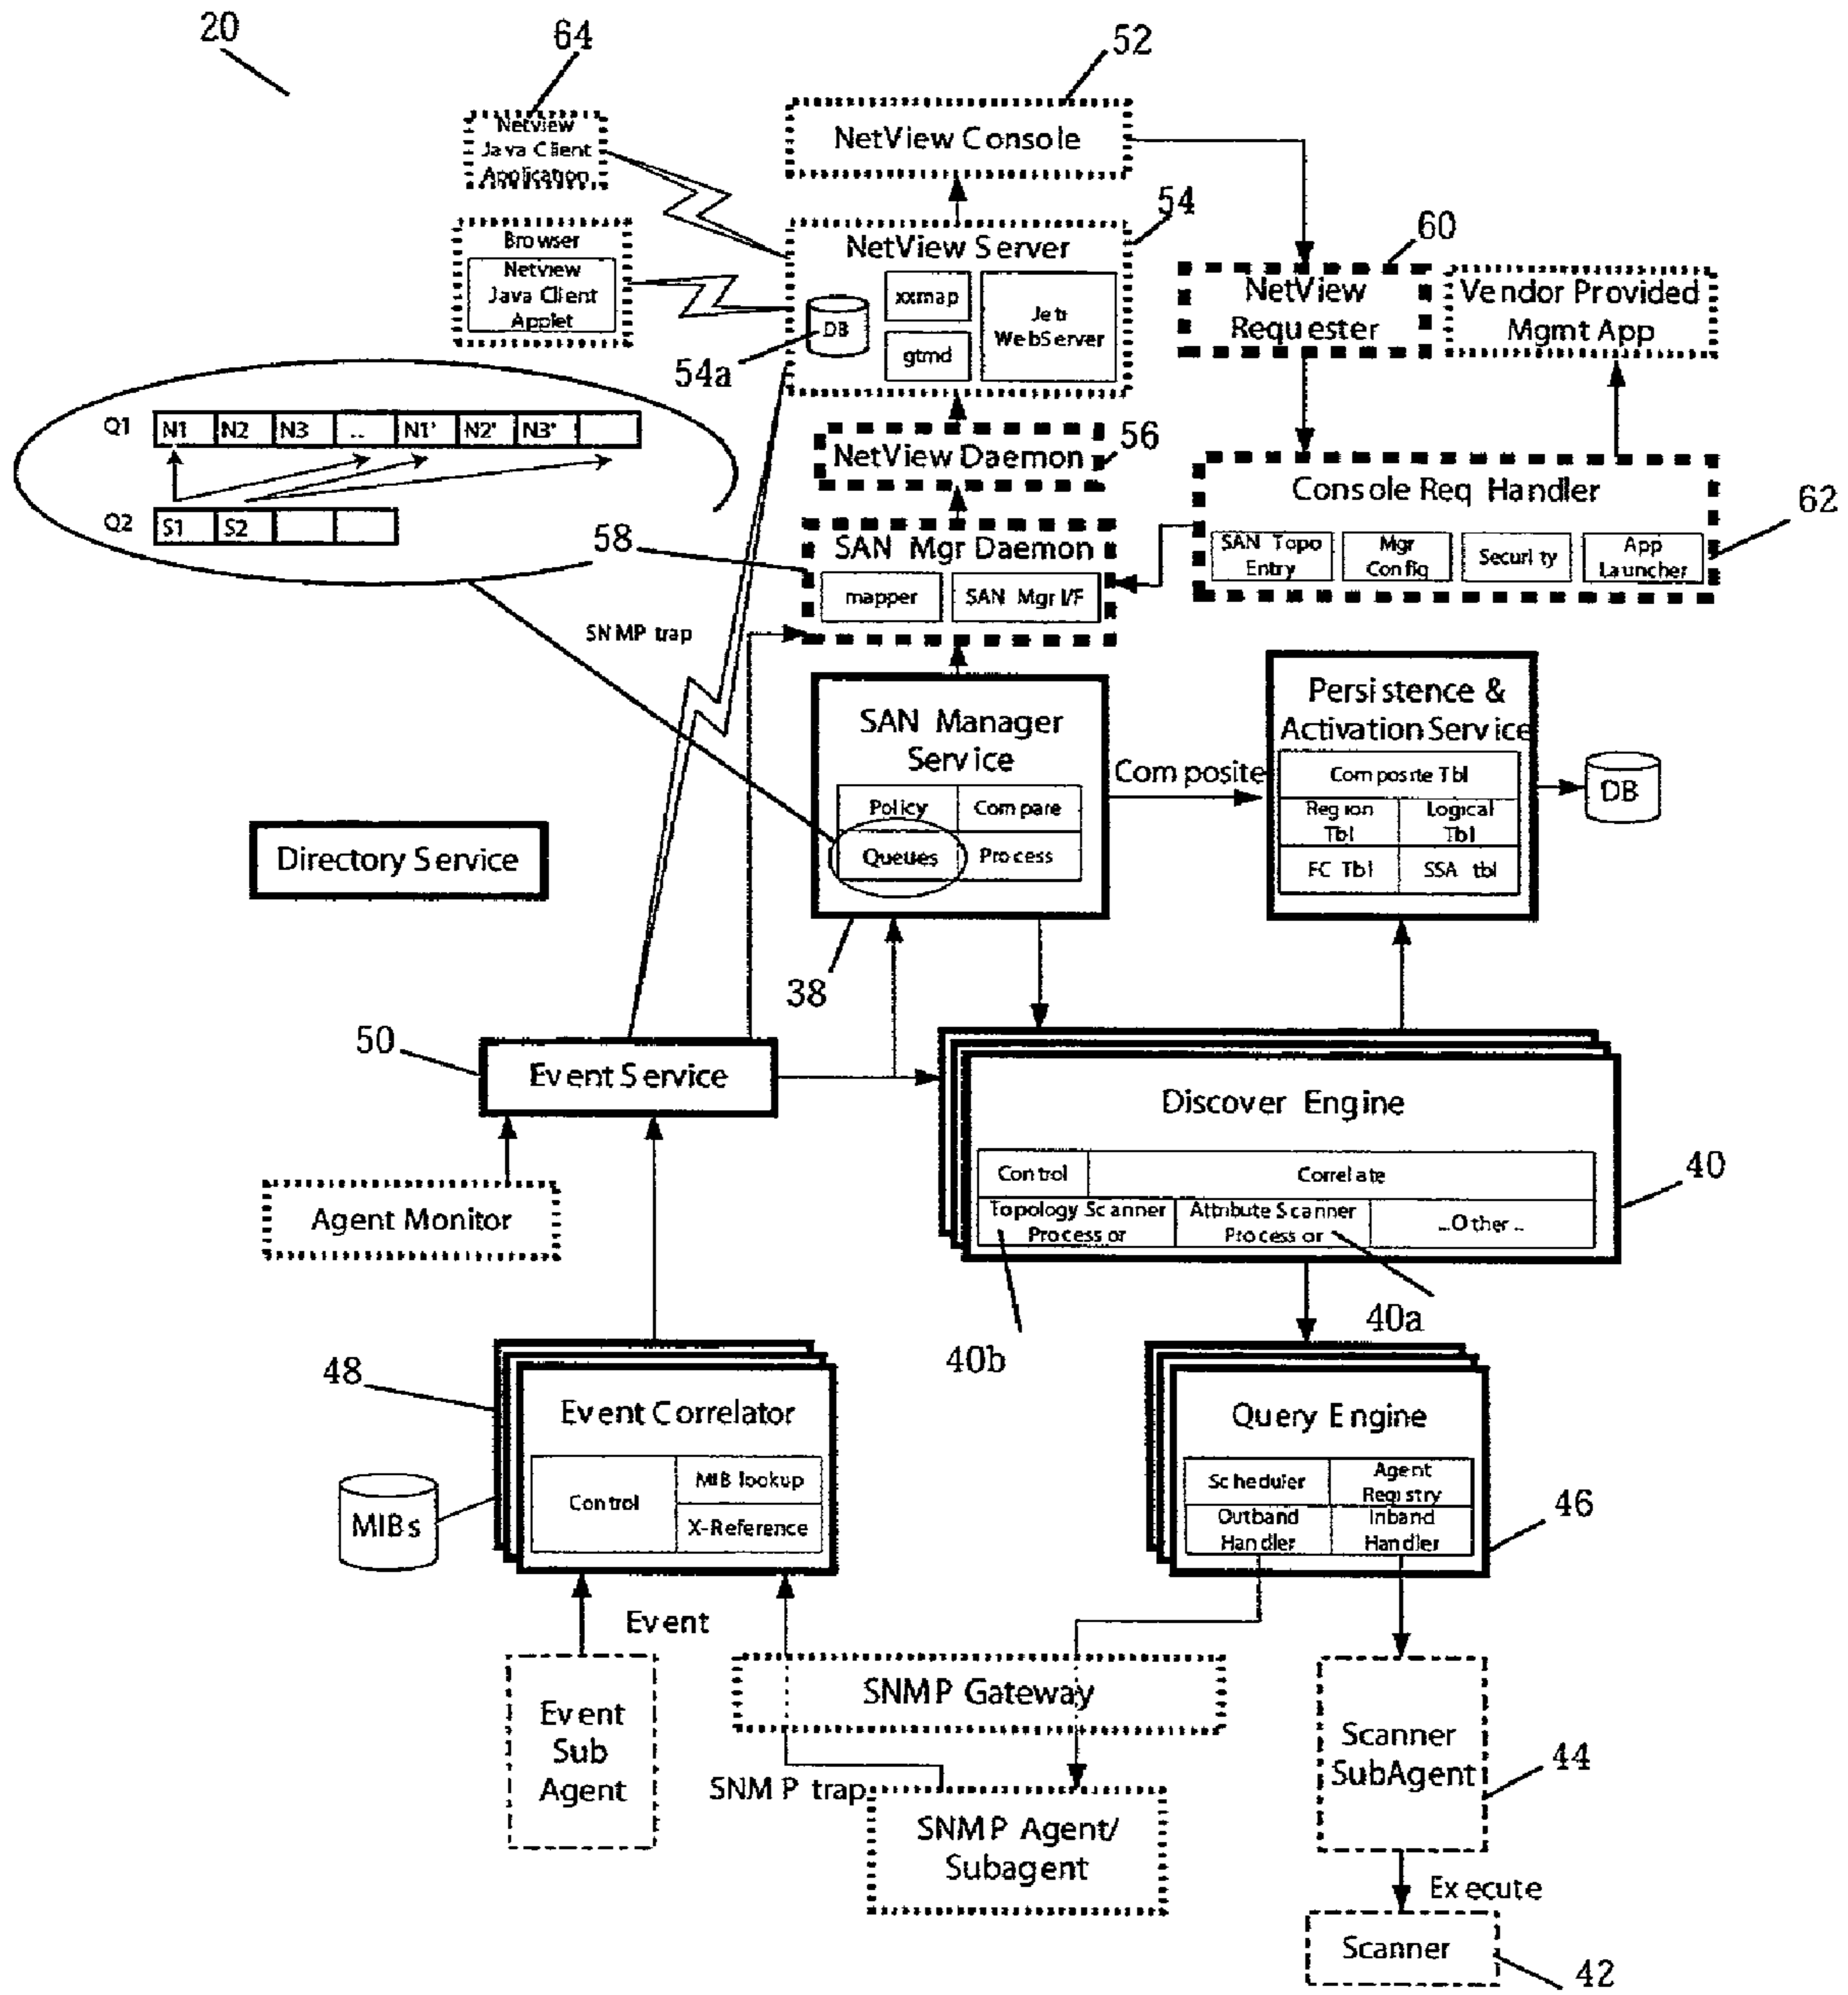 20
64
52
Netview
Java Client
Application
NetView Console
54
Browser
Netview
Java Client
Applet
NetView Server
DB
xxmap
gtmd
WebServer
54a
60
NetView
Requester
Vendor Provided
Mgmt App
Q1 N1 N2 N3 .. N1' N2' N3'
Q2 S1 S2
NetView Daemon
56
Console Req Handler
SAN Topo
Entry
Mgr
Config
Security
App
Launcher
62
58
SAN Mgr Daemon
mapper
SAN Mgr I/F
SNMP trap
SAN Manager
Service
Policy
Compare
Queues
Process
38
Composite
Persistence &
Activation Service
Composite Tbl
Region
Tbl
Logical
Tbl
FC Tbl
SSA tbl
DB
Directory Service
50
Event Service
Agent Monitor
Discover Engine
Control
Correlate
Topology Scanner
Processor
Attribute Scanner
Processor
...Other..
40
40a
40b
48
Event Correlator
Control
MIB lookup
X-Reference
MIBs
Query Engine
Scheduler
Agent
Registry
Outband
Handler
Inband
Handler
46
Event
Event
Sub
Agent
SNMP Gateway
SNMP trap
SNMP Agent/
Subagent
Scanner
SubAgent
44
Execute
Scanner
42